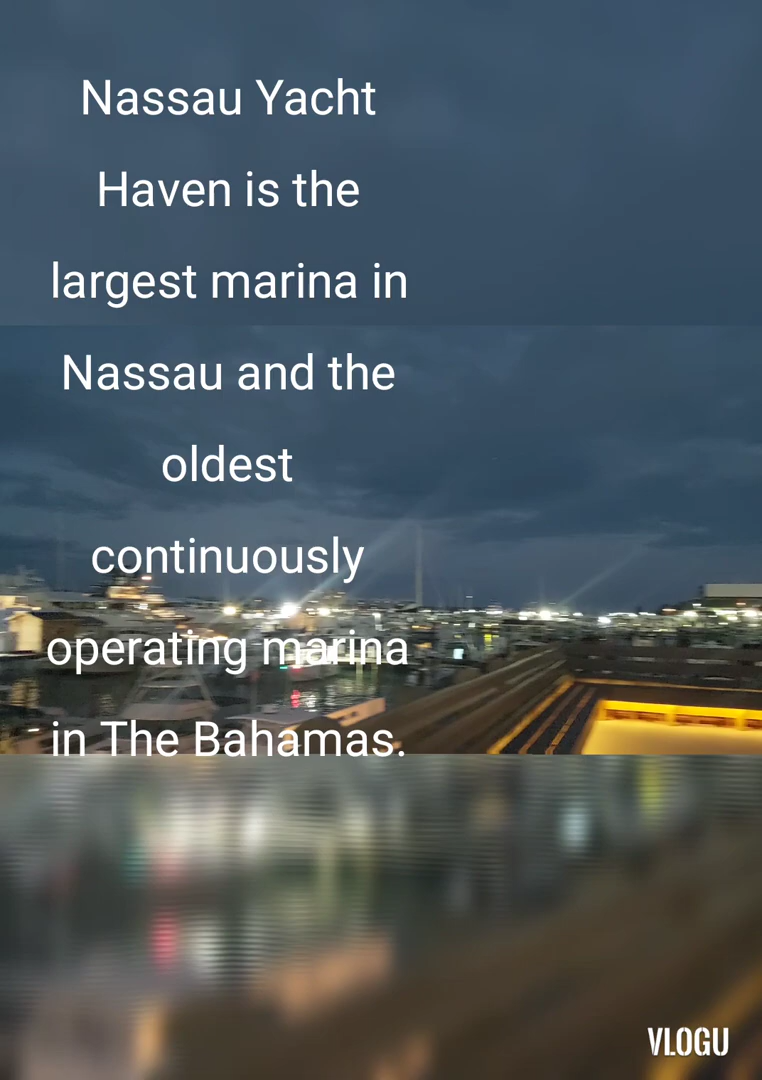 Nassau Yacht
Haven is the
largest marina in
Nassau and the
oldest
continuously
operating marina
in The Bahamas.
VLOGU